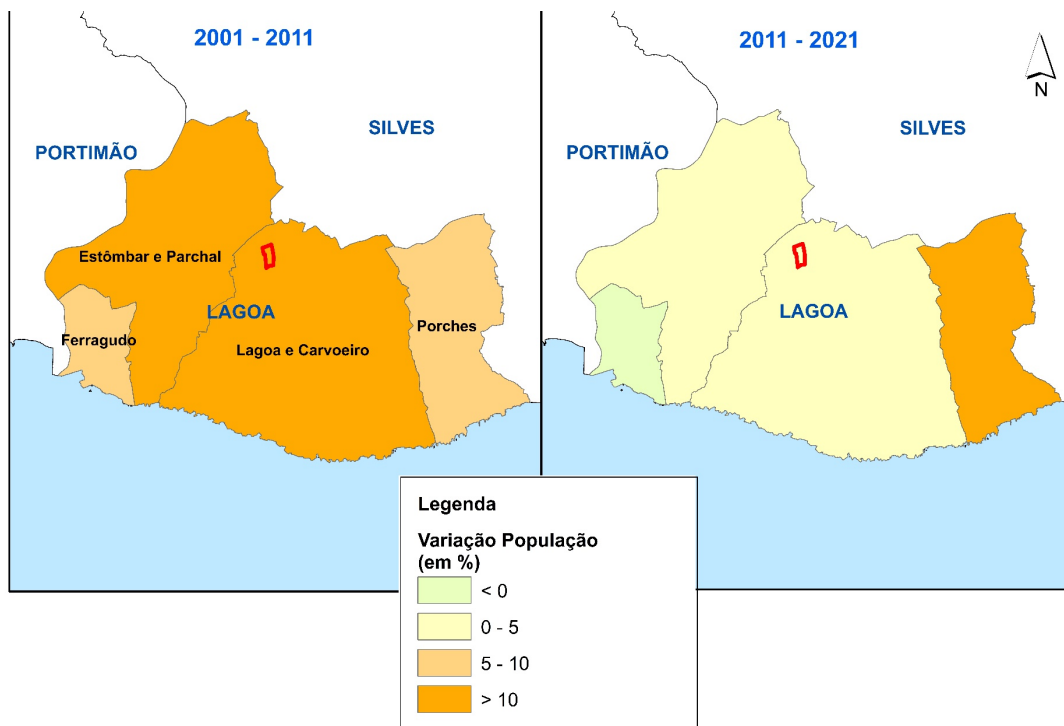 2001 - 2011
PORTIMÃO
SILVES
Estômbar e Parchal
LAGOA
Ferragudo
Lagoa e Carvoeiro
Porches
2011 - 2021
N
PORTIMÃO
SILVES
LAGOA
Legenda
Variação População
(em %)
< 0
0 - 5
5 - 10
> 10